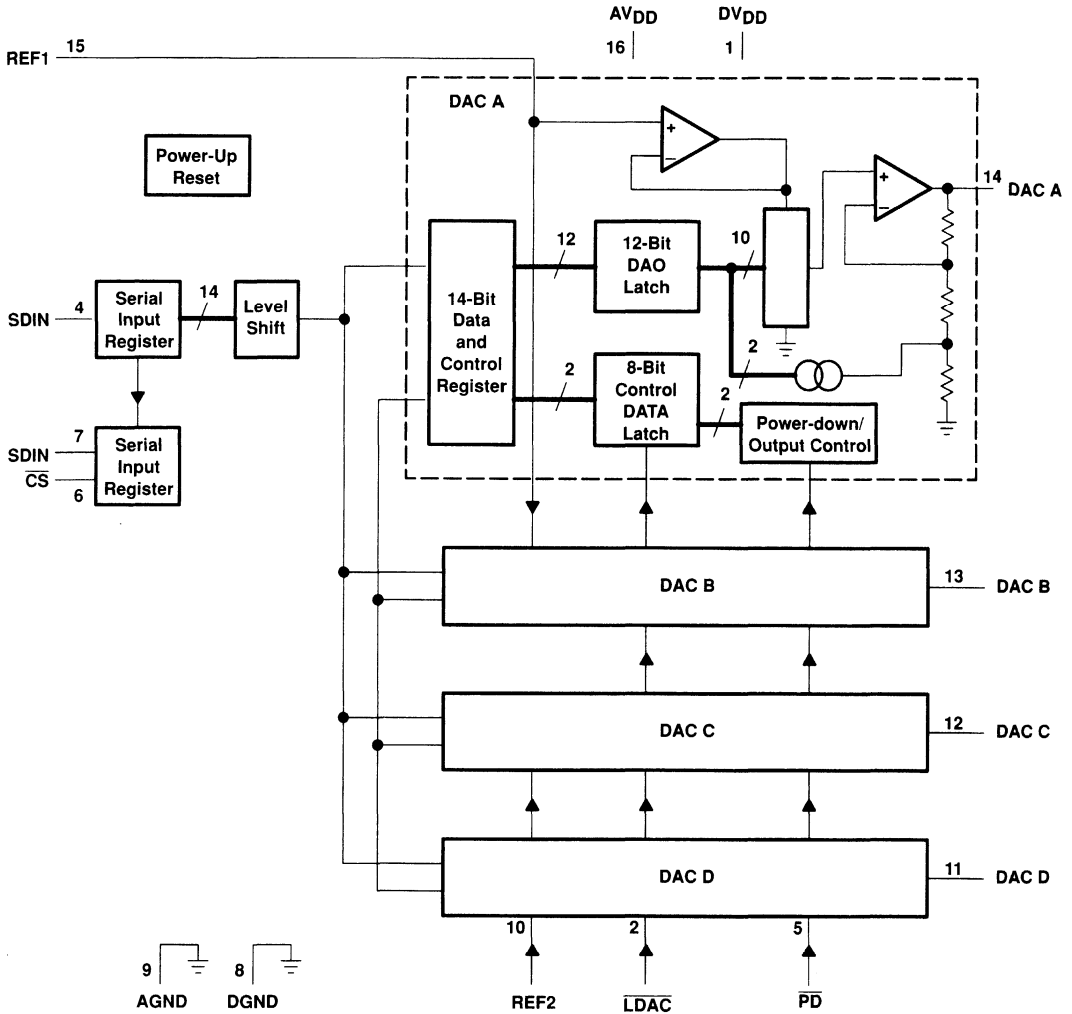 AVDD
DVDD
16
1
REF1
15
DAC A
Power-Up
Reset
+
−
+
−
14
DAC A
14-Bit
Data
and
Control
Register
12
12-Bit
DAO
Latch
10
SDIN
4
Serial
Input
Register
14
Level
Shift
2
8-Bit
Control
DATA
Latch
2
2
Power-down/
Output Control
SDIN
7
C̅S̅
6
Serial
Input
Register
DAC B
13
DAC B
DAC C
12
DAC C
DAC D
11
DAC D
10
2
5
9
8
AGND
DGND
REF2
L̅D̅A̅C̅
P̅D̅